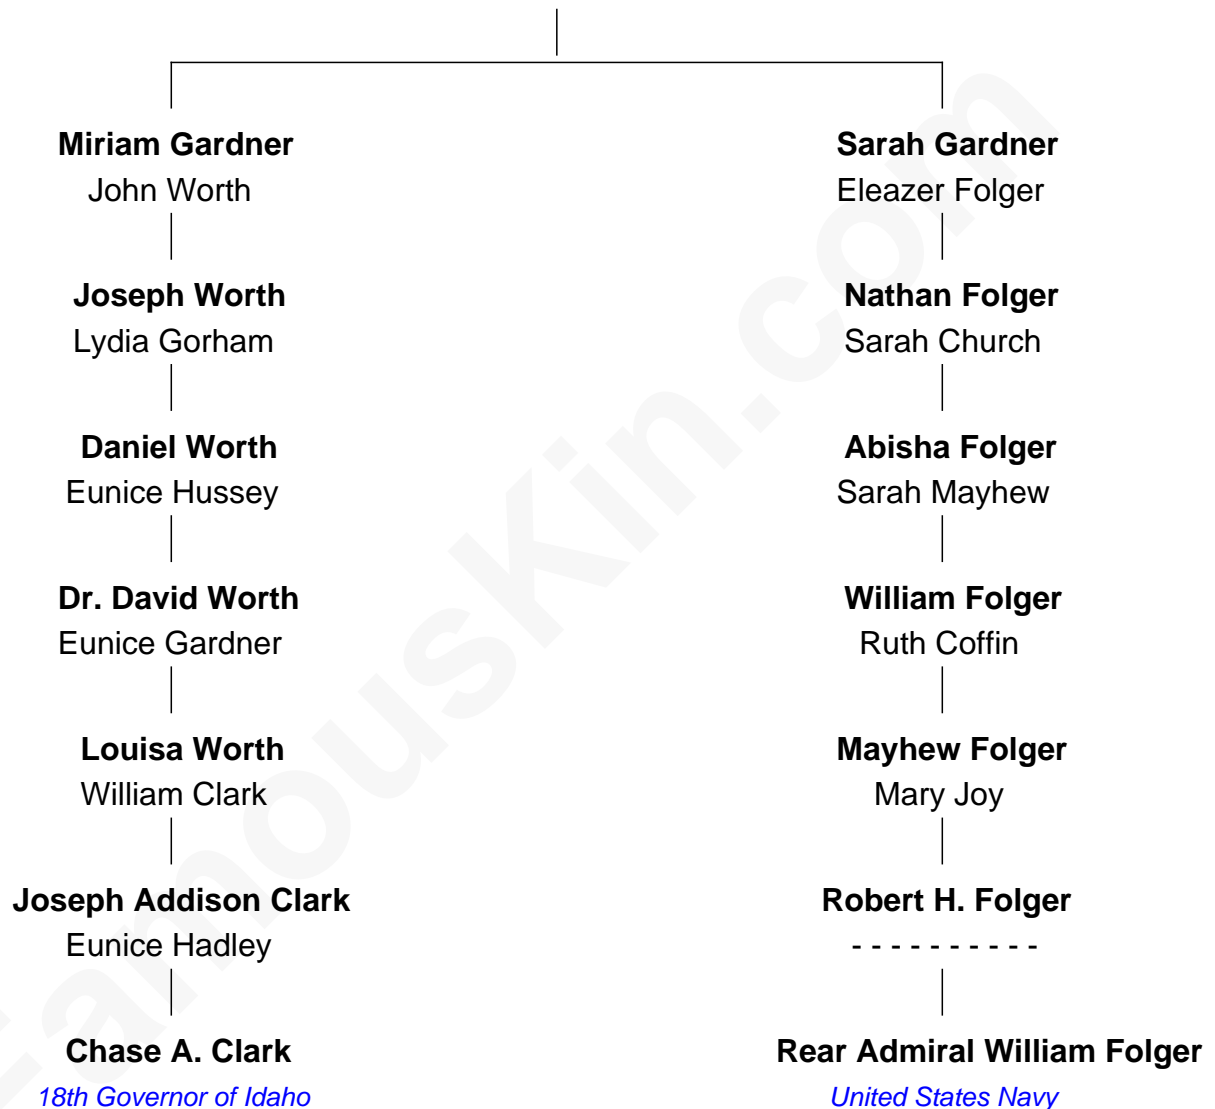 Miriam Gardner
John Worth
Sarah Gardner
Eleazer Folger
Joseph Worth
Lydia Gorham
Nathan Folger
Sarah Church
Daniel Worth
Eunice Hussey
Abisha Folger
Sarah Mayhew
Dr. David Worth
Eunice Gardner
William Folger
Ruth Coffin
Louisa Worth
William Clark
Mayhew Folger
Mary Joy
Joseph Addison Clark
Eunice Hadley
Robert H. Folger
- - - - - - - - - -
Chase A. Clark
18th Governor of Idaho
Rear Admiral William Folger
United States Navy
FamousKin.com